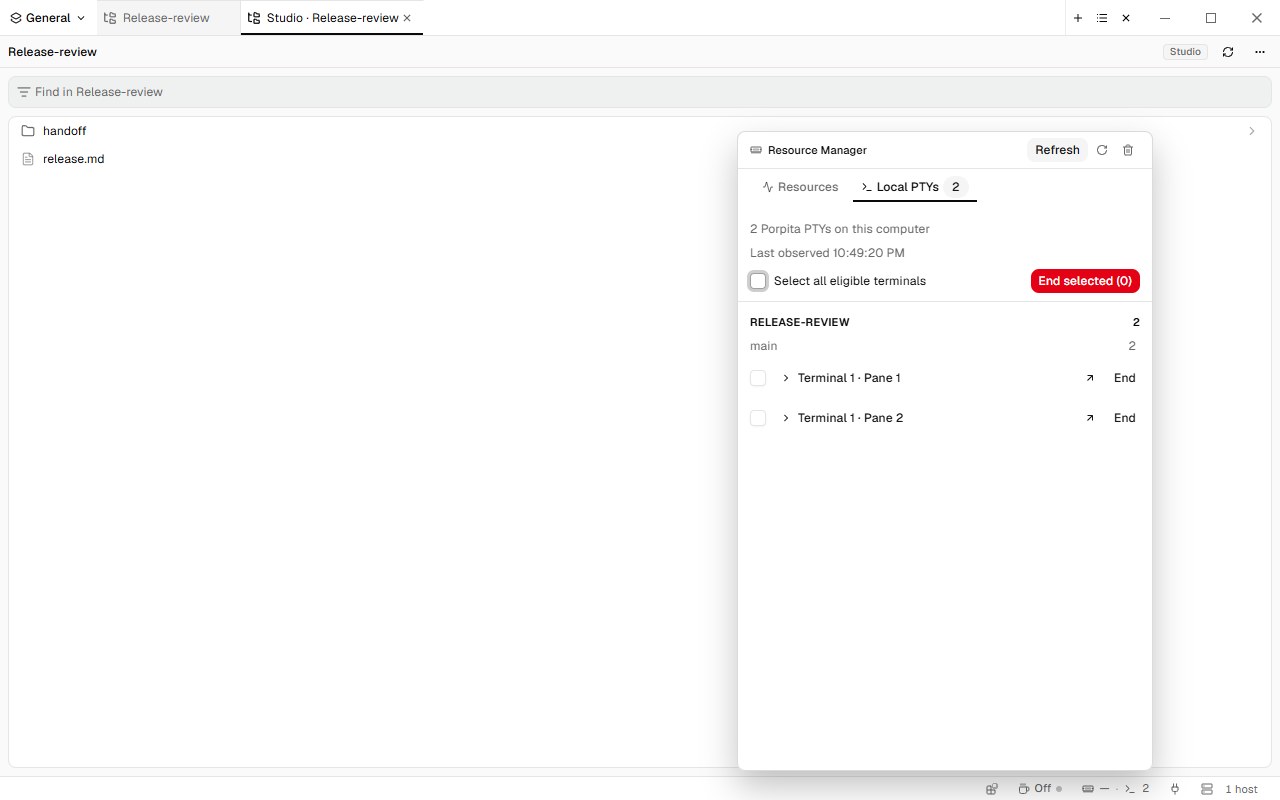 General
Release-review
Studio · Release-review
Release-review
Studio
Find in Release-review
handoff
release.md
Resource Manager
Refresh
Resources
Local PTYs 2
2 Porpita PTYs on this computer
Last observed 10:49:20 PM
Select all eligible terminals
End selected (0)
RELEASE-REVIEW 2
main 2
Terminal 1 · Pane 1 End
Terminal 1 · Pane 2 End
Off — · 2 1 host